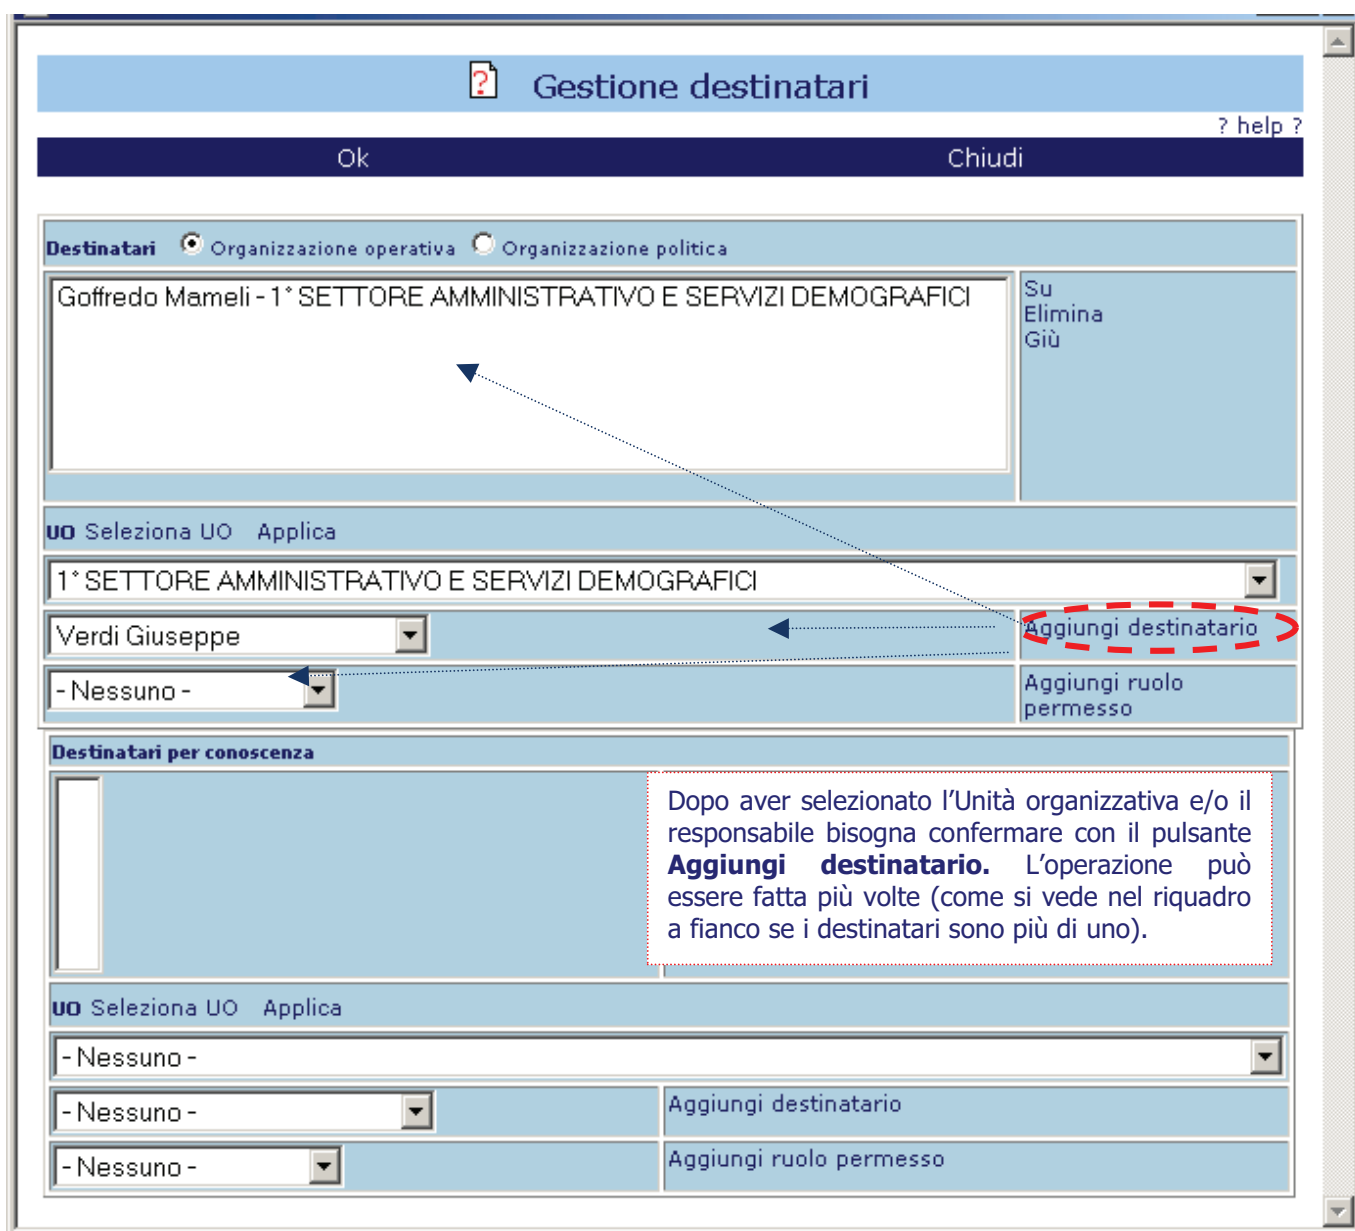 Gestione destinatari
? help ?
Ok Chiudi
Destinatari Organizzazione operativa Organizzazione politica
Goffredo Mameli - 1° SETTORE AMMINISTRATIVO E SERVIZI DEMOGRAFICI
Su
Elimina
Giù
UO Seleziona UO Applica
1° SETTORE AMMINISTRATIVO E SERVIZI DEMOGRAFICI
Verdi Giuseppe
Aggiungi destinatario
- Nessuno -
Aggiungi ruolo
permesso
Destinatari per conoscenza
Dopo aver selezionato l’Unità organizzativa e/o il
responsabile bisogna confermare con il pulsante
Aggiungi destinatario. L’operazione può
essere fatta più volte (come si vede nel riquadro
a fianco se i destinatari sono più di uno).
UO Seleziona UO Applica
- Nessuno -
- Nessuno -
Aggiungi destinatario
- Nessuno -
Aggiungi ruolo permesso